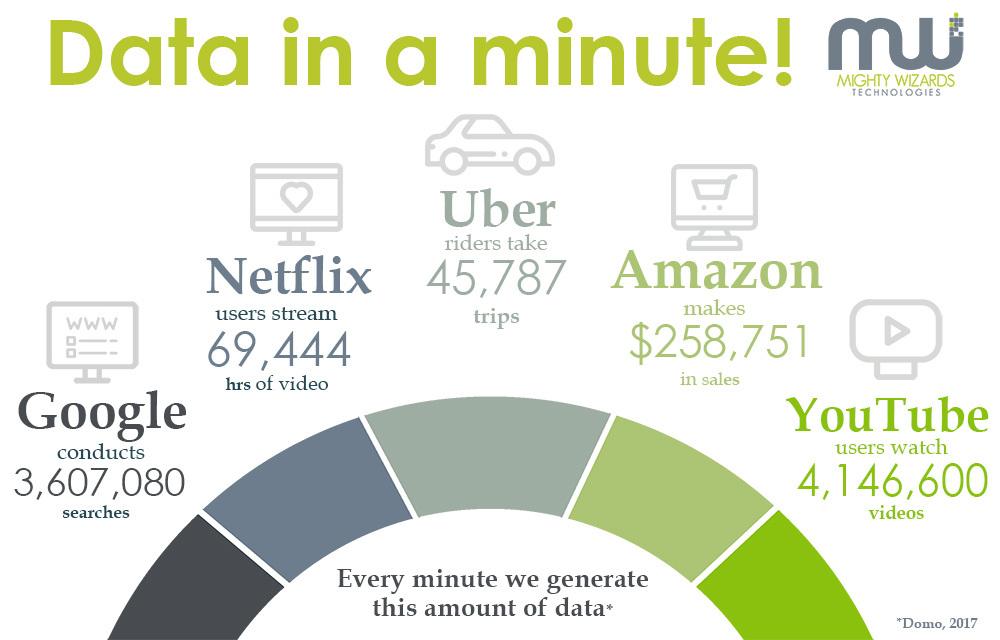 Data in a minute!
mw
MIGHTY WIZARDS
TECHNOLOGIES
WWW
Google
conducts
3,607,080
searches
Netflix
users stream
69,444
hrs of video
Uber
riders take
45,787
trips
Amazon
makes
$258,751
in sales
YouTube
users watch
4,146,600
videos
Every minute we generate
this amount of data*
*Domo, 2017